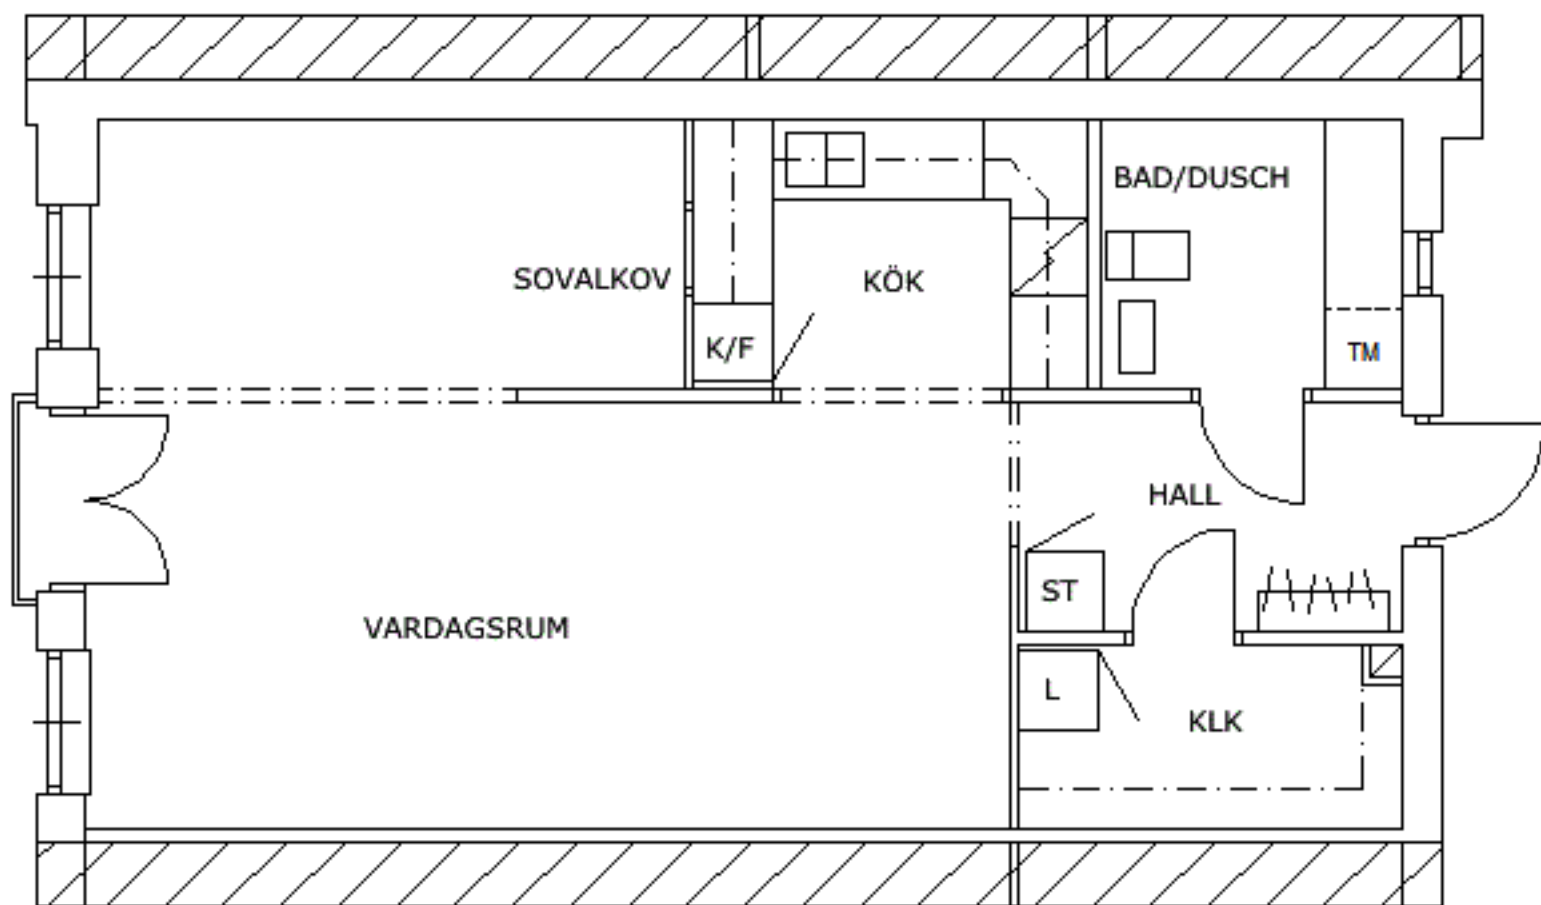 BAD/DUSCH
SOVALKOV
KÖK
K/F
TM
HALL
ST
VARDAGSRUM
L
KLK